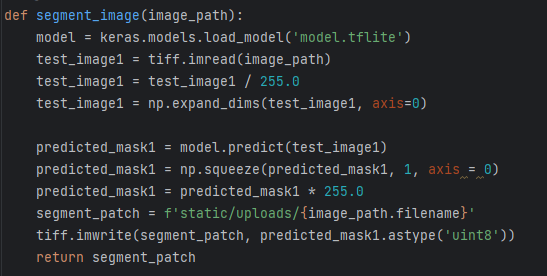 def segment_image(image_path):
    model = keras.models.load_model('model.tflite')
    test_image1 = tiff.imread(image_path)
    test_image1 = test_image1 / 255.0
    test_image1 = np.expand_dims(test_image1, axis=0)

    predicted_mask1 = model.predict(test_image1)
    predicted_mask1 = np.squeeze(predicted_mask1, 1, axis = 0)
    predicted_mask1 = predicted_mask1 * 255.0
    segment_patch = f'static/uploads/{image_path.filename}'
    tiff.imwrite(segment_patch, predicted_mask1.astype('uint8'))
    return segment_patch